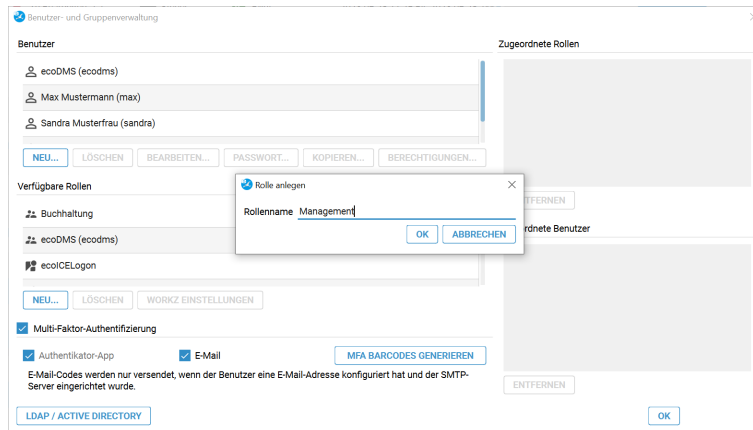 Benutzer- und Gruppenverwaltung
Benutzer
Zugeordnete Rollen
ecoDMS (ecodms)
Max Mustermann (max)
Sandra Musterfrau (sandra)
NEU...
LÖSCHEN
BEARBEITEN...
PASSWORT...
KOPIEREN...
BERECHTIGUNGEN...
Verfügbare Rollen
Rolle anlegen
Rollenname Management
OK
ABBRECHEN
TFERNEN
rdnete Benutzer
Buchhaltung
ecoDMS (ecodms)
ecoICELogon
NEU...
LÖSCHEN
WORKZ EINSTELLUNGEN
Multi-Faktor-Authentifizierung
Authentikator-App
E-Mail
MFA BARCODES GENERIEREN
E-Mail-Codes werden nur versendet, wenn der Benutzer eine E-Mail-Adresse konfiguriert hat und der SMTP-
Server eingerichtet wurde.
ENTFERNEN
LDAP / ACTIVE DIRECTORY
OK